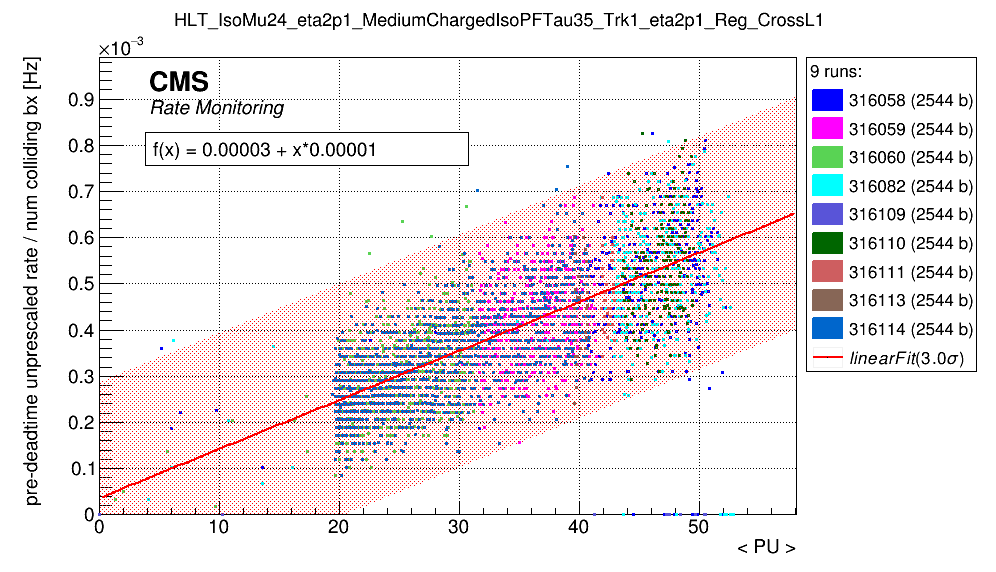 HLT_IsoMu24_eta2p1_MediumChargedIsoPFTau35_Trk1_eta2p1_Reg_CrossL1
×10⁻³
pre-deadtime unprescaled rate / num colliding bx [Hz]
CMS
Rate Monitoring
f(x) = 0.00003 + x*0.00001
0.9
0.8
0.7
0.6
0.5
0.4
0.3
0.2
0.1
0
0 10 20 30 40 50
< PU >
9 runs:
316058 (2544 b)
316059 (2544 b)
316060 (2544 b)
316082 (2544 b)
316109 (2544 b)
316110 (2544 b)
316111 (2544 b)
316113 (2544 b)
316114 (2544 b)
linearFit(3.0σ)